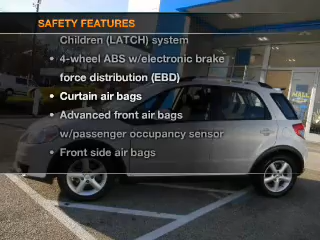 SAFETY FEATURES
Children (LATCH) system
• 4-wheel ABS w/electronic brake
force distribution (EBD)
• Curtain air bags
• Advanced front air bags
w/passenger occupancy sensor
• Front side air bags